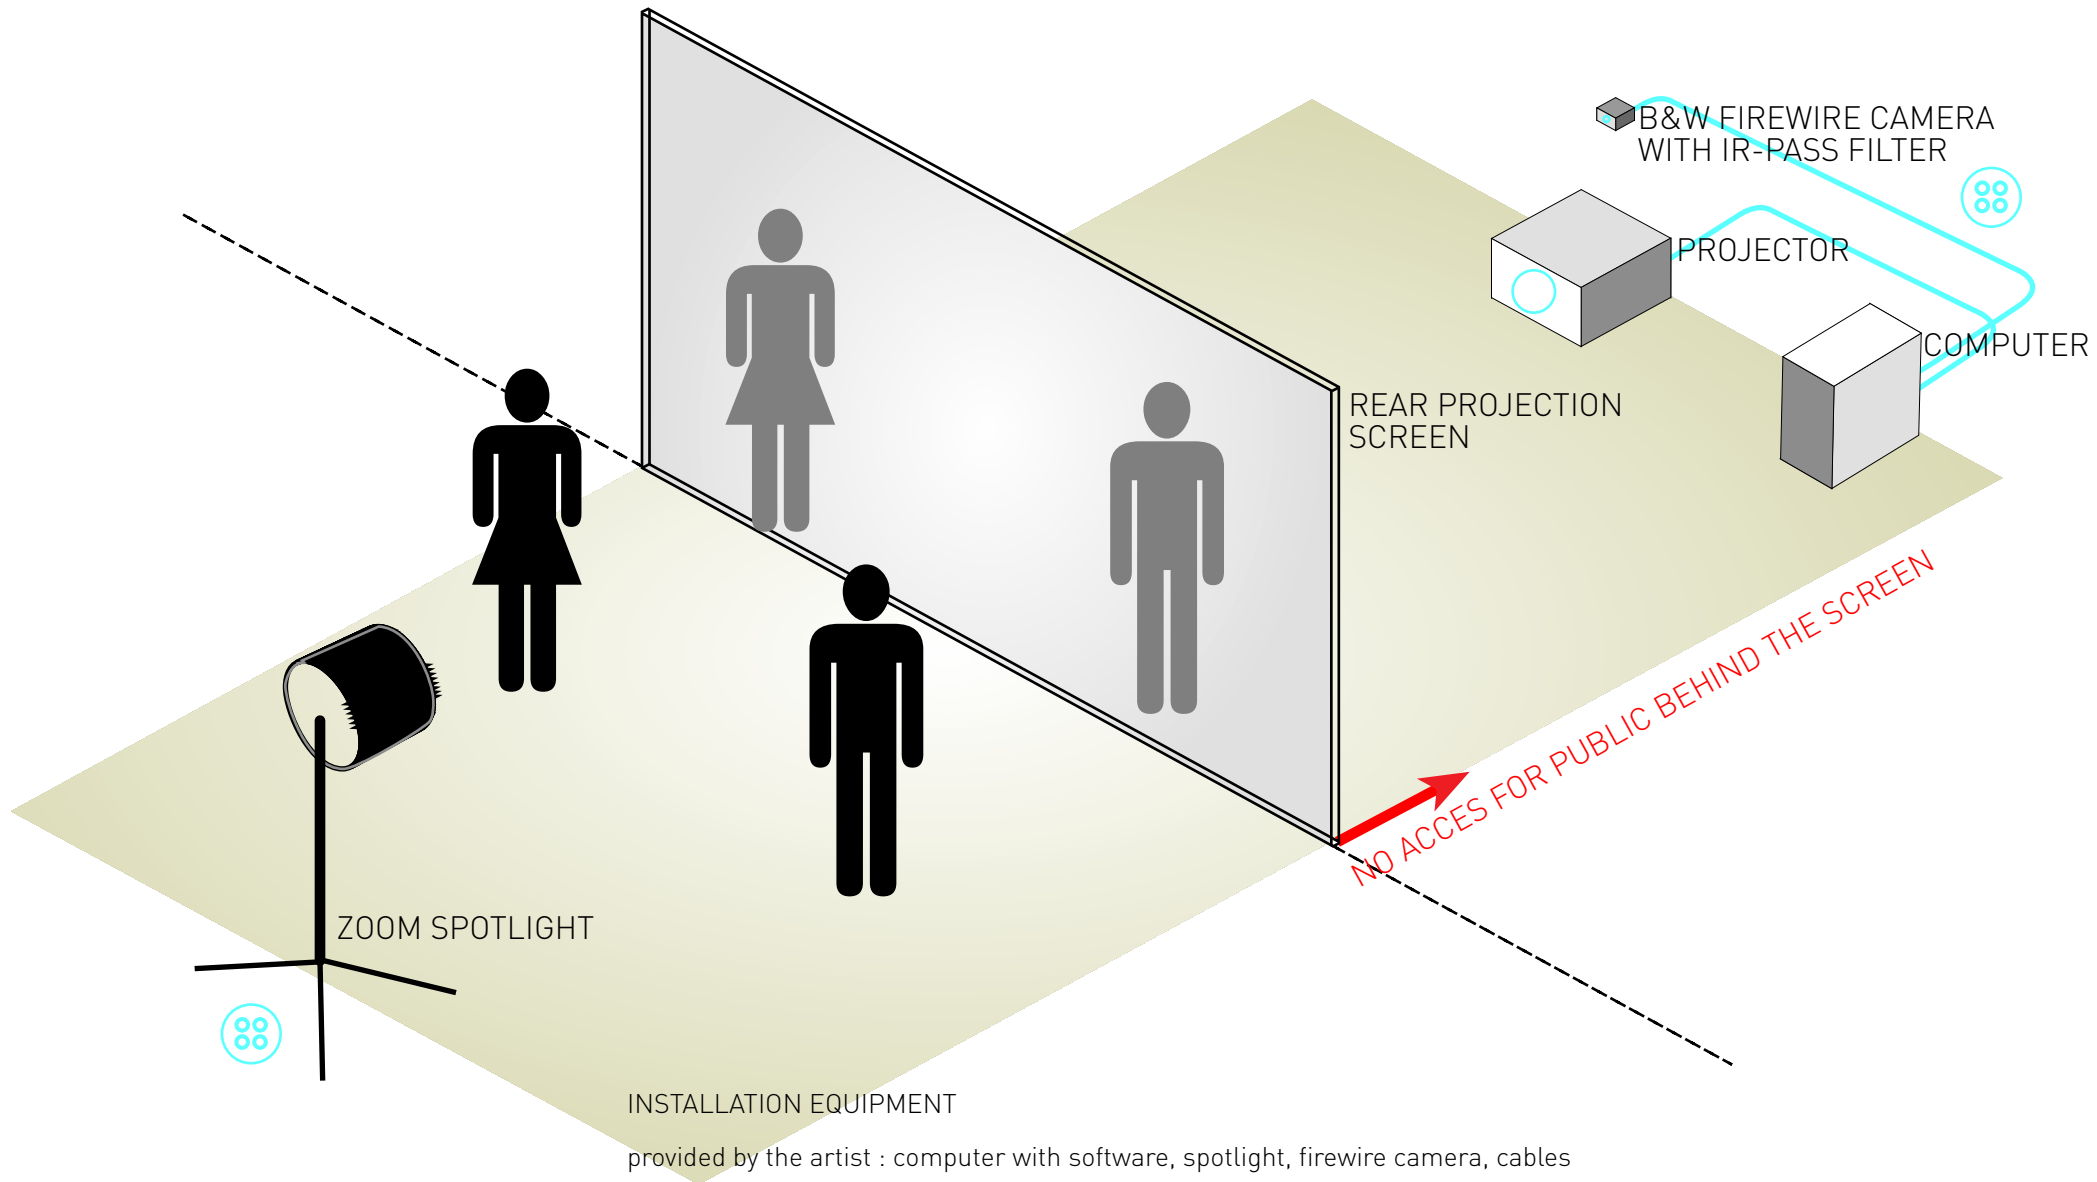 B&W FIREWIRE CAMERA
WITH IR-PASS FILTER
PROJECTOR
COMPUTER
REAR PROJECTION
SCREEN
NO ACCES FOR PUBLIC BEHIND THE SCREEN
ZOOM SPOTLIGHT
INSTALLATION EQUIPMENT
provided by the artist : computer with software, spotlight, firewire camera, cables